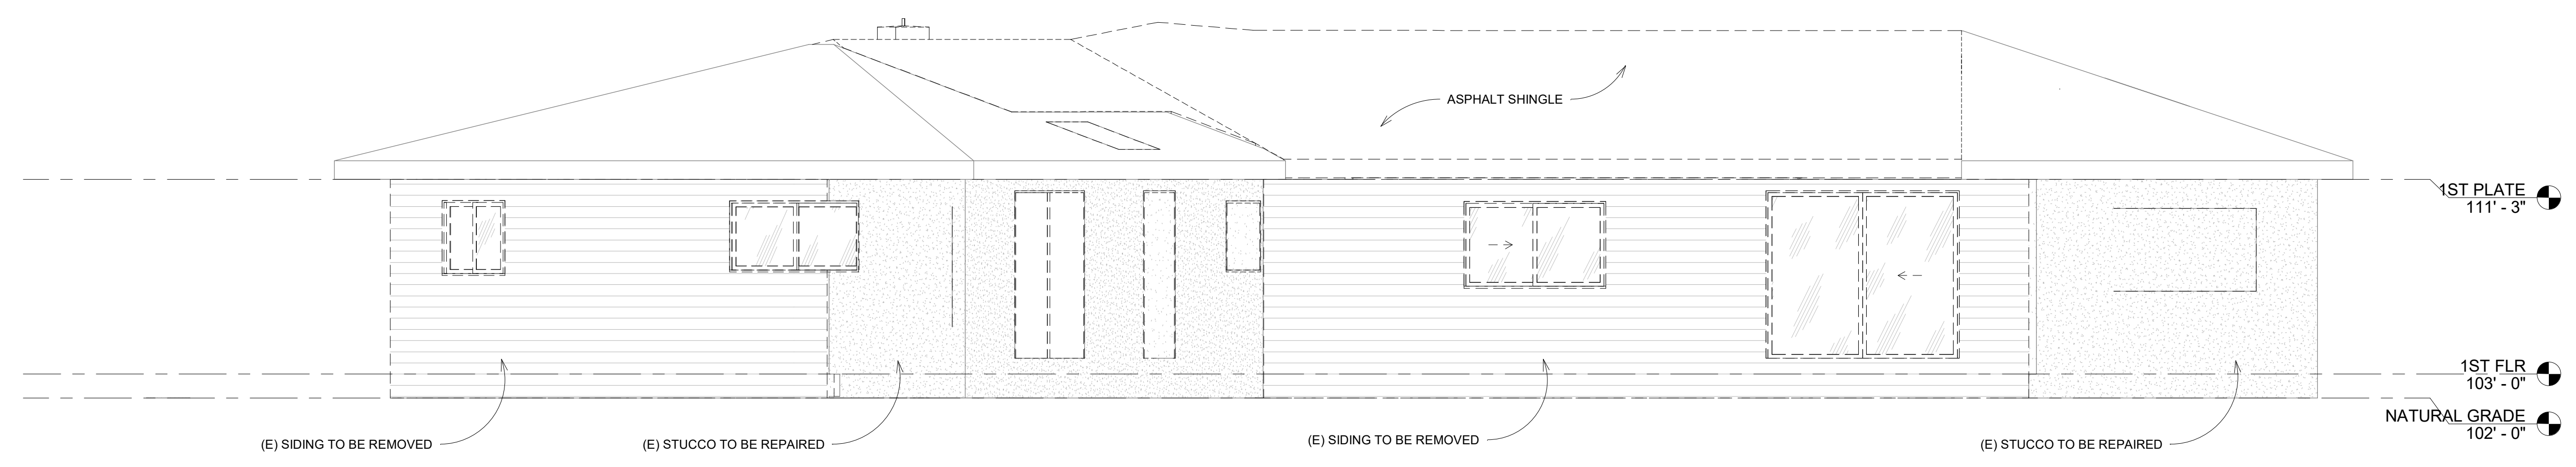 ASPHALT SHINGLE
1ST PLATE
111' - 3"
1ST FLR
103' - 0"
NATURAL GRADE
102' - 0"
(E) SIDING TO BE REMOVED
(E) STUCCO TO BE REPAIRED
(E) SIDING TO BE REMOVED
(E) STUCCO TO BE REPAIRED